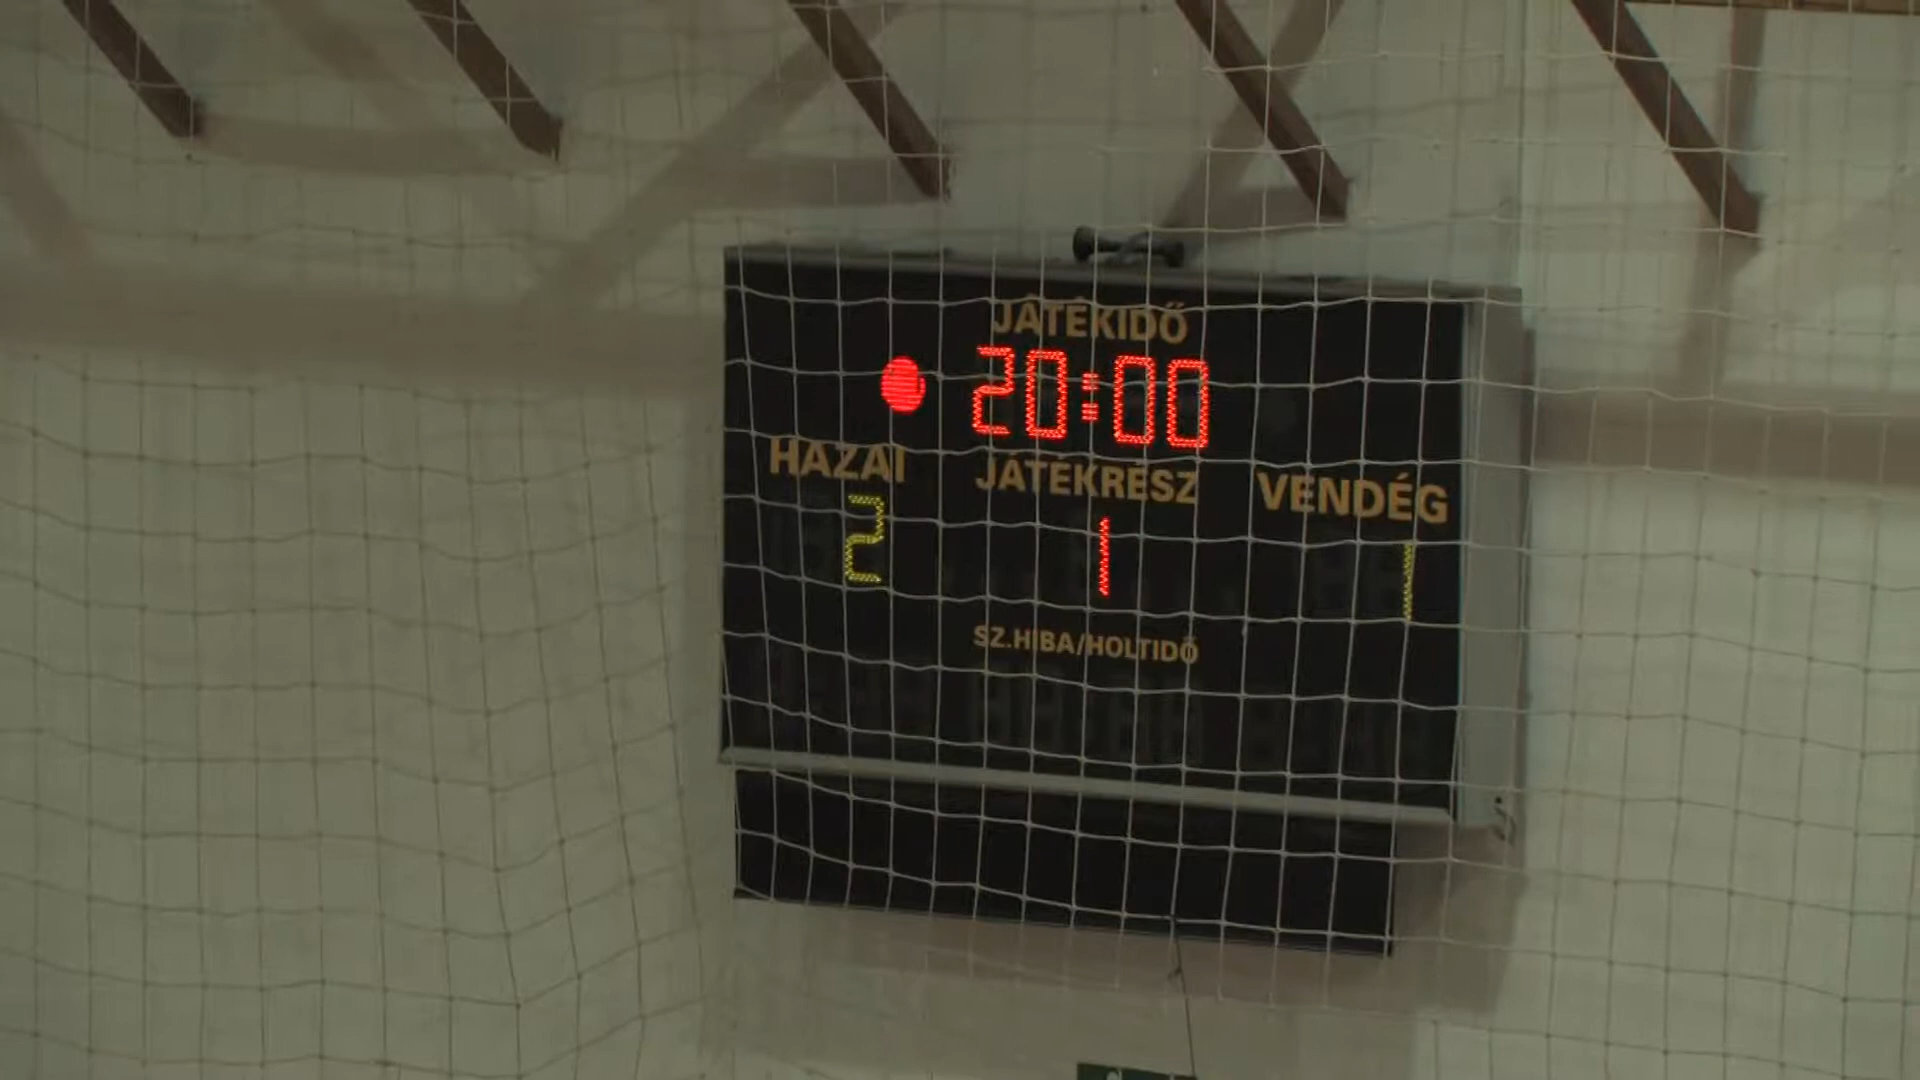 JÁTÉKIDŐ
20:00
HAZAI JÁTÉKRÉSZ VENDÉG
2 1 1
SZ.HIBA/HOLTIDŐ